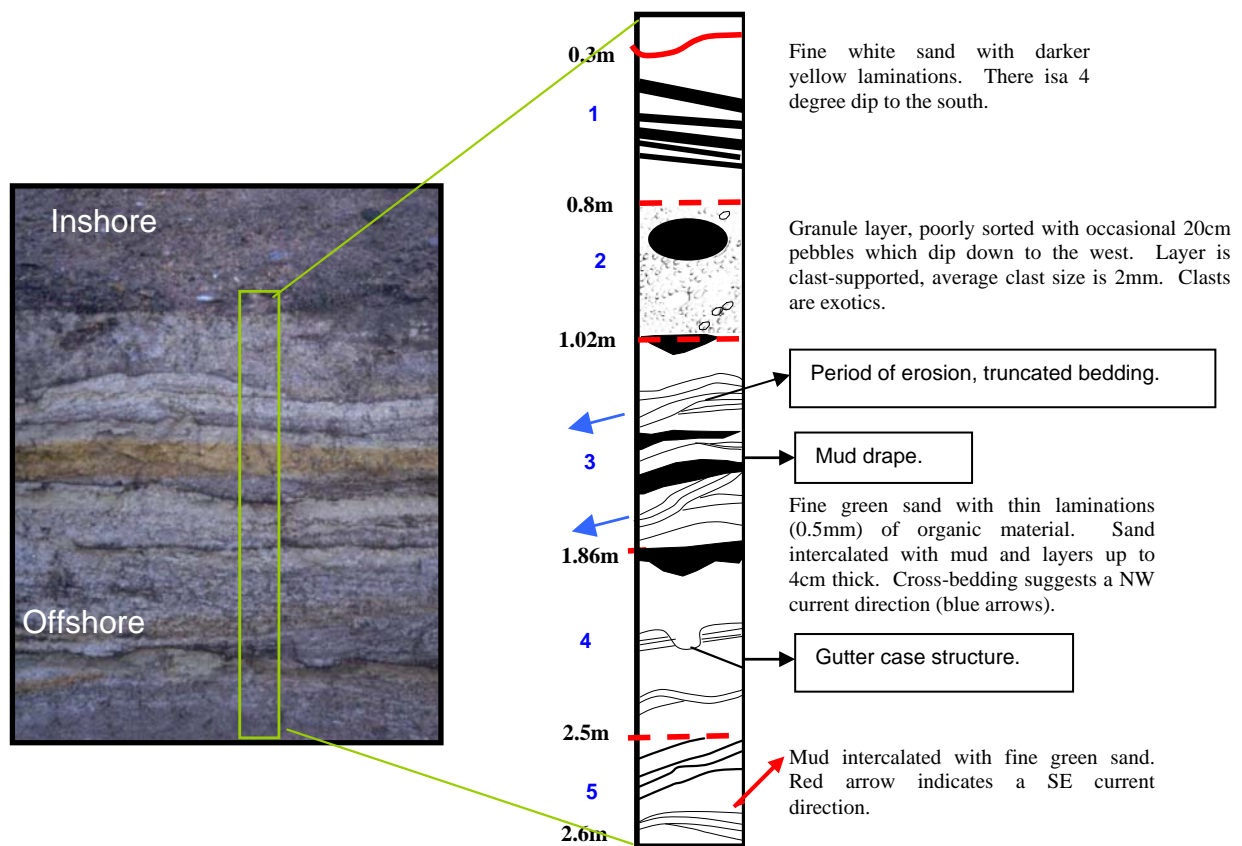 Inshore
Offshore
0.3m
1
0.8m
2
1.02m
3
1.86m
4
2.5m
5
2.6m
Fine white sand with darker
yellow laminations. There isa 4
degree dip to the south.
Granule layer, poorly sorted with occasional 20cm
pebbles which dip down to the west. Layer is
clast-supported, average clast size is 2mm. Clasts
are exotics.
Period of erosion, truncated bedding.
Mud drape.
Fine green sand with thin laminations
(0.5mm) of organic material. Sand
intercalated with mud and layers up to
4cm thick. Cross-bedding suggests a NW
current direction (blue arrows).
Gutter case structure.
Mud intercalated with fine green sand.
Red arrow indicates a SE current
direction.